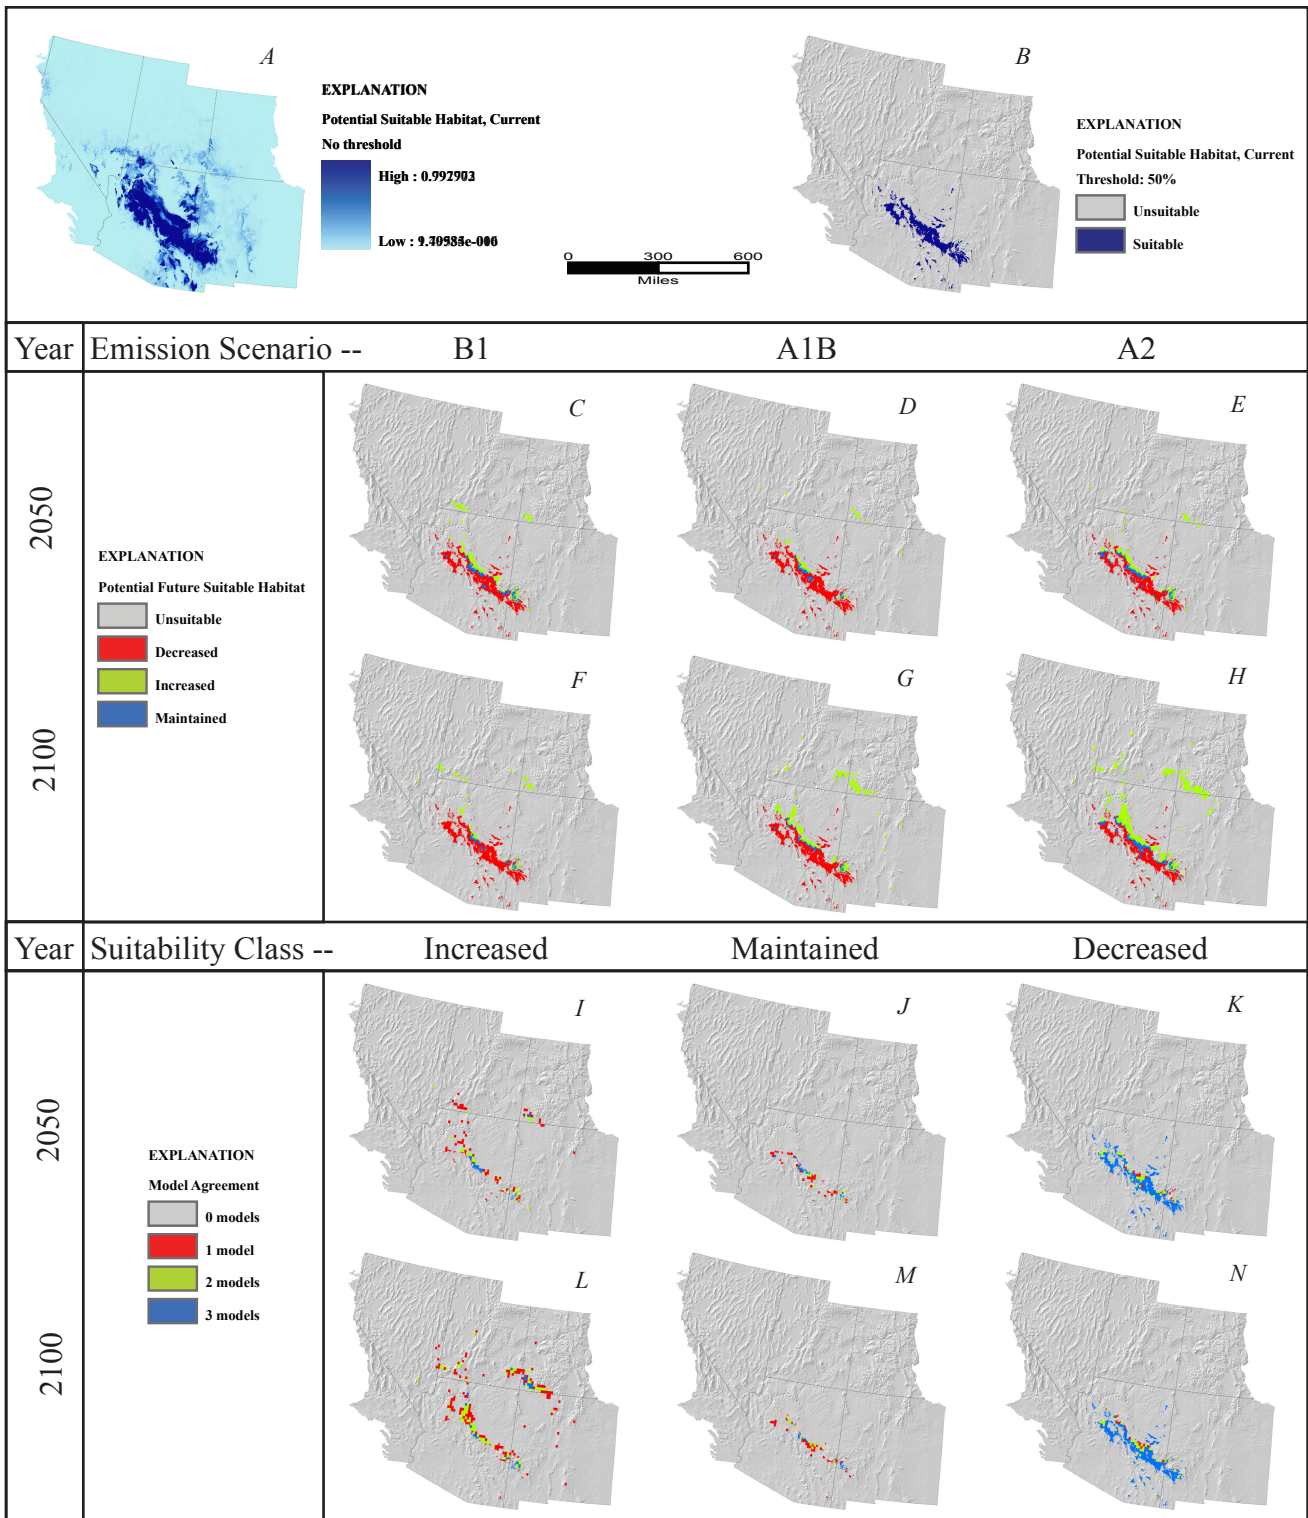 A
EXPLANATION
Potential Suitable Habitat, Current
No threshold
High :
Low :
0 300 600
Miles
B
EXPLANATION
Potential Suitable Habitat, Current
Threshold: 50%
Unsuitable
Suitable
Year Emission Scenario -- B1 A1B A2
2050
C D E
EXPLANATION
Potential Future Suitable Habitat
Unsuitable
Decreased
Increased
Maintained
2100
F G H
Year Suitability Class -- Increased Maintained Decreased
2050
I J K
EXPLANATION
Model Agreement
0 models
1 model
2 models
3 models
2100
L M N